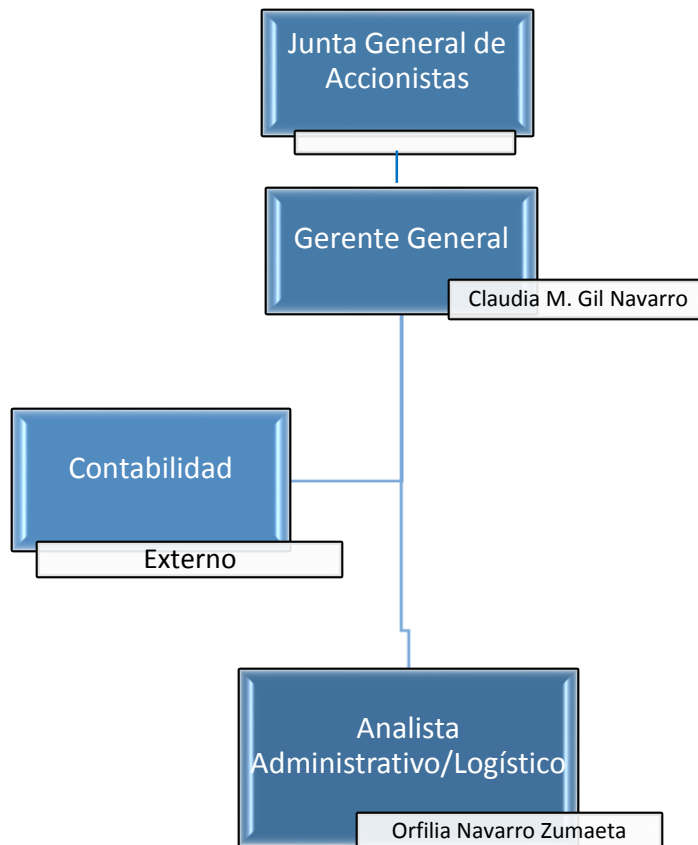 Junta General de
Accionistas
Gerente General
Claudia M. Gil Navarro
Contabilidad
Externo
Analista
Administrativo/Logístico
Orfilia Navarro Zumaeta